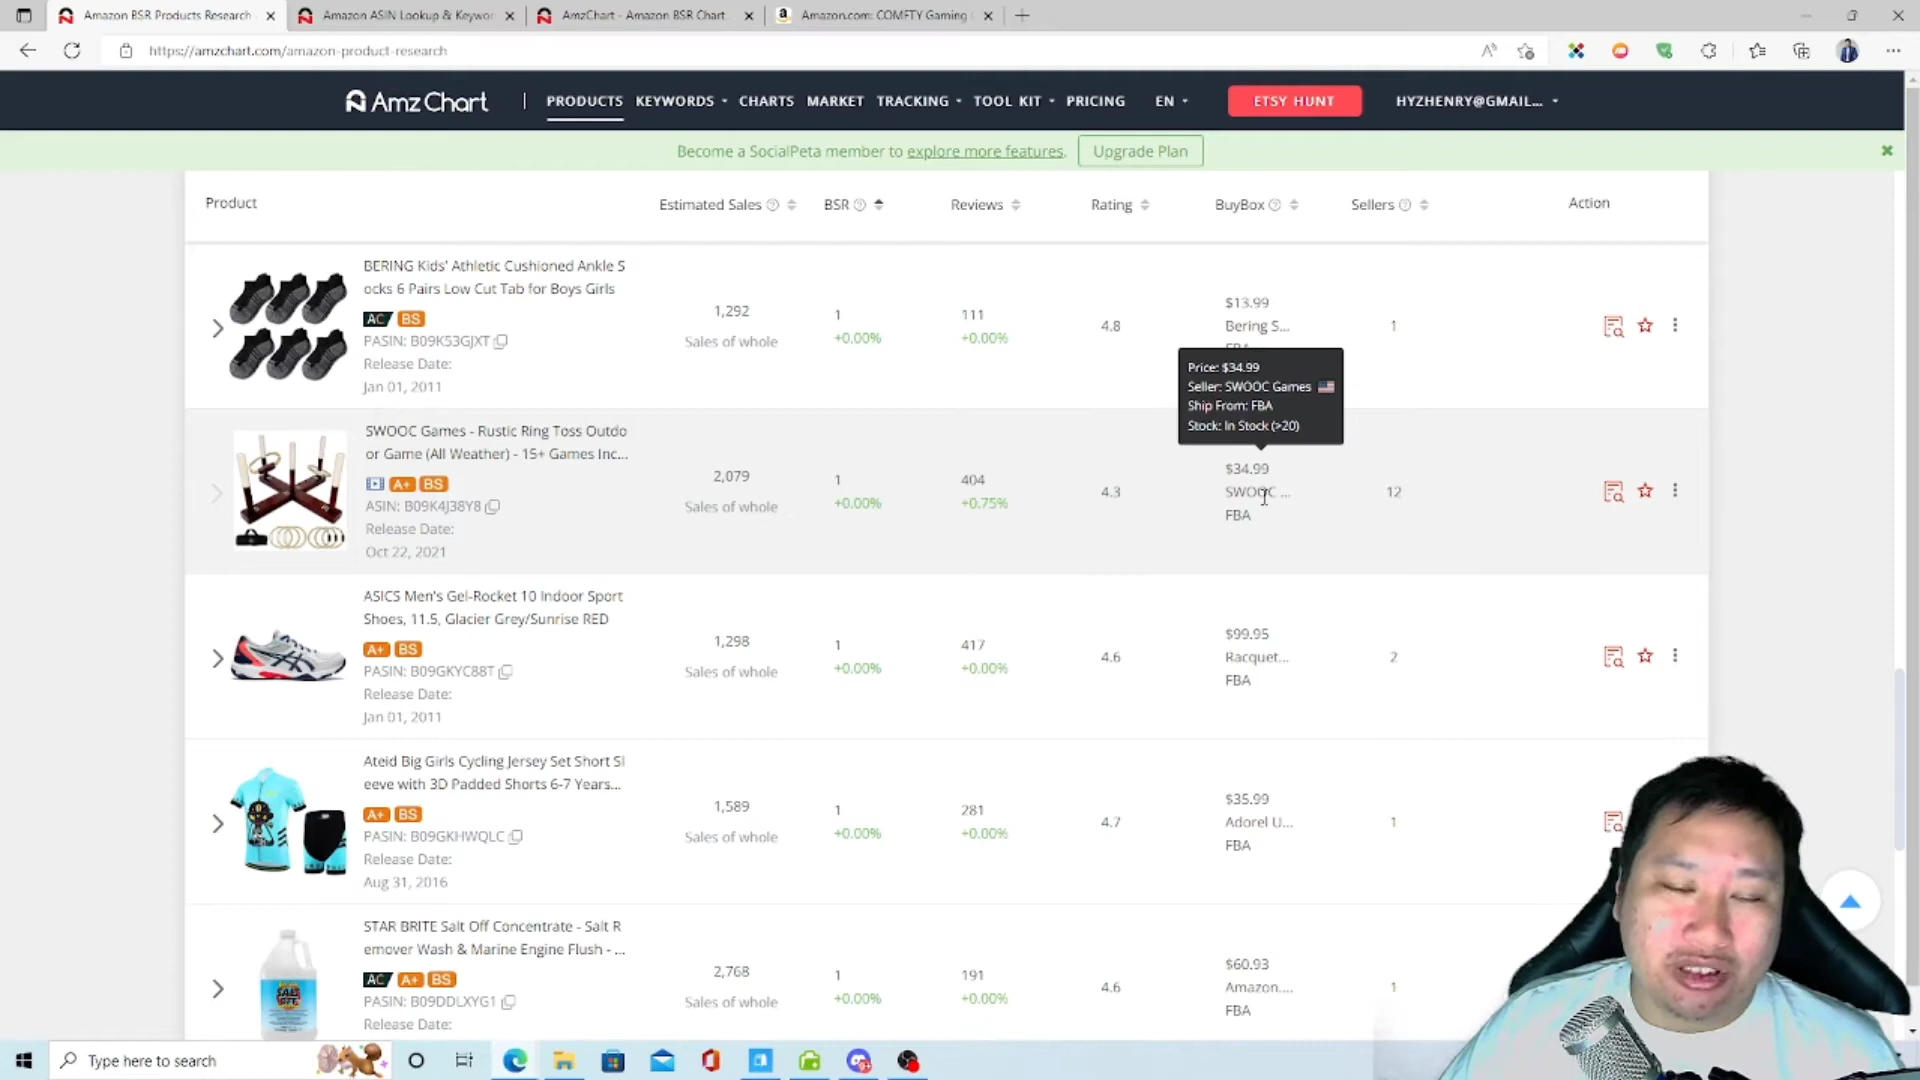 Amazon BSR Products Research
Amazon ASIN Lookup & Keywor
AmzChart - Amazon BSR Chart
Amazon.com: COMFTY Gaming
https://amzchart.com/amazon-product-research
AmzChart
PRODUCTS KEYWORDS CHARTS MARKET TRACKING TOOL KIT PRICING EN ETSY HUNT HYZHENRY@GMAIL...
Become a SocialPeta member to explore more features. Upgrade Plan
Product Estimated Sales BSR Reviews Rating BuyBox Sellers Action
BERING Kids' Athletic Cushioned Ankle S
ocks 6 Pairs Low Cut Tab for Boys Girls
AC BS
PASIN: B09K53GJXT
Release Date:
Jan 01, 2011
1,292
Sales of whole
1
+0.00%
111
+0.00%
4.8
$13.99
Bering S...
1
Price: $34.99
Seller: SWOOC Games
Ship From: FBA
Stock: In Stock (>20)
SWOOC Games - Rustic Ring Toss Outdo
or Game (All Weather) - 15+ Games Inc...
A+ BS
ASIN: B09K4J38Y8
Release Date:
Oct 22, 2021
2,079
Sales of whole
1
+0.00%
404
+0.75%
4.3
$34.99
SWOOC ...
FBA
12
ASICS Men's Gel-Rocket 10 Indoor Sport
Shoes, 11.5, Glacier Grey/Sunrise RED
A+ BS
PASIN: B09GKYC88T
Release Date:
Jan 01, 2011
1,298
Sales of whole
1
+0.00%
417
+0.00%
4.6
$99.95
Racquet...
FBA
2
Ateid Big Girls Cycling Jersey Set Short Sl
eeve with 3D Padded Shorts 6-7 Years...
A+ BS
PASIN: B09GKHWQLC
Release Date:
Aug 31, 2016
1,589
Sales of whole
1
+0.00%
281
+0.00%
4.7
$35.99
Adorel U...
FBA
1
STAR BRITE Salt Off Concentrate - Salt R
emover Wash & Marine Engine Flush - ...
AC A+ BS
PASIN: B09DDLXYG1
Release Date:
2,768
Sales of whole
1
+0.00%
191
+0.00%
4.6
$60.93
Amazon....
FBA
1
SALT
OFF
Type here to search